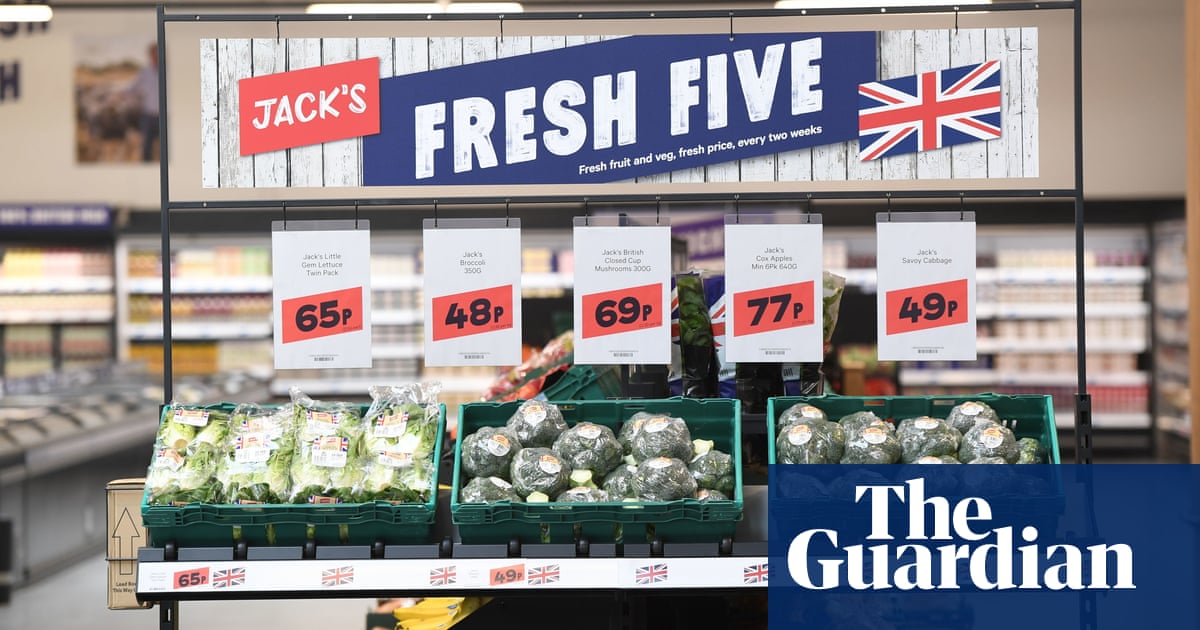 JACK'S
FRESH FIVE
Fresh fruit and veg, fresh price, every two weeks
Jack's Little
Gem Lettuce
Twin Pack
65P
Jack's
Broccoli
350G
48P
Jack's British
Closed Cup
Mushrooms 300G
69P
Jack's
Cox Apples
Min 6Pk 640G
77P
Jack's
Savoy Cabbage
49P
65P
49P
The
Guardian